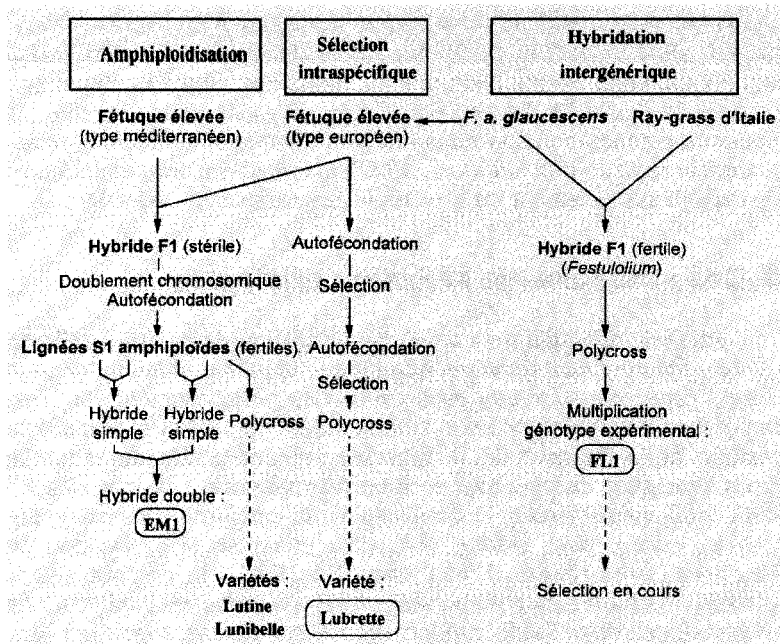 Amphiploidisation
Sélection
intraspécifique
Hybridation
intergénérique
Fétuque élevée
(type méditerranéen)
Fétuque élevée
(type européen)
F. a. glaucescens
Ray-grass d'Italie
Hybride F1 (stérile)
Autofécondation
Hybride F1 (fertile)
(Festulolium)
Doublement chromosomique
Autofécondation
Sélection
Lignées S1 amphiploïdes (fertiles)
Autofécondation
Polycross
Sélection
Hybride
simple
Hybride
simple
Polycross
Polycross
Multiplication
génotype expérimental :
FL1
Hybride double :
EM1
Variétés :
Lutine
Lunibelle
Variété :
Lubrette
Sélection en cours